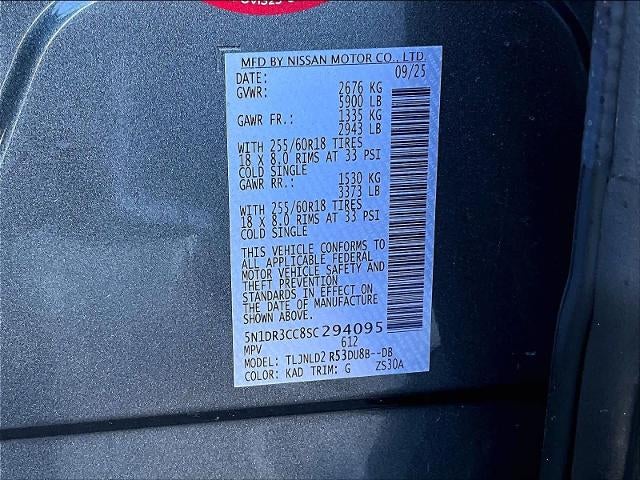 MFD BY NISSAN MOTOR CO., LTD.
DATE: 09/25
GVWR: 2676 KG
5900 LB
GAWR FR.: 1335 KG
2943 LB
WITH 255/60R18 TIRES
18 X 8.0 RIMS AT 33 PSI
COLD SINGLE
GAWR RR.: 1530 KG
3373 LB
WITH 255/60R18 TIRES
18 X 8.0 RIMS AT 33 PSI
COLD SINGLE
THIS VEHICLE CONFORMS TO
ALL APPLICABLE FEDERAL
MOTOR VEHICLE SAFETY AND
THEFT PREVENTION
STANDARDS IN EFFECT ON
THE DATE OF MANUFACTURE
SHOWN ABOVE.
5N1DR3CC8SC294095
MPV 612
MODEL: TLJNLD2 R53DU8B--DB
COLOR: KAD TRIM: G ZS30A